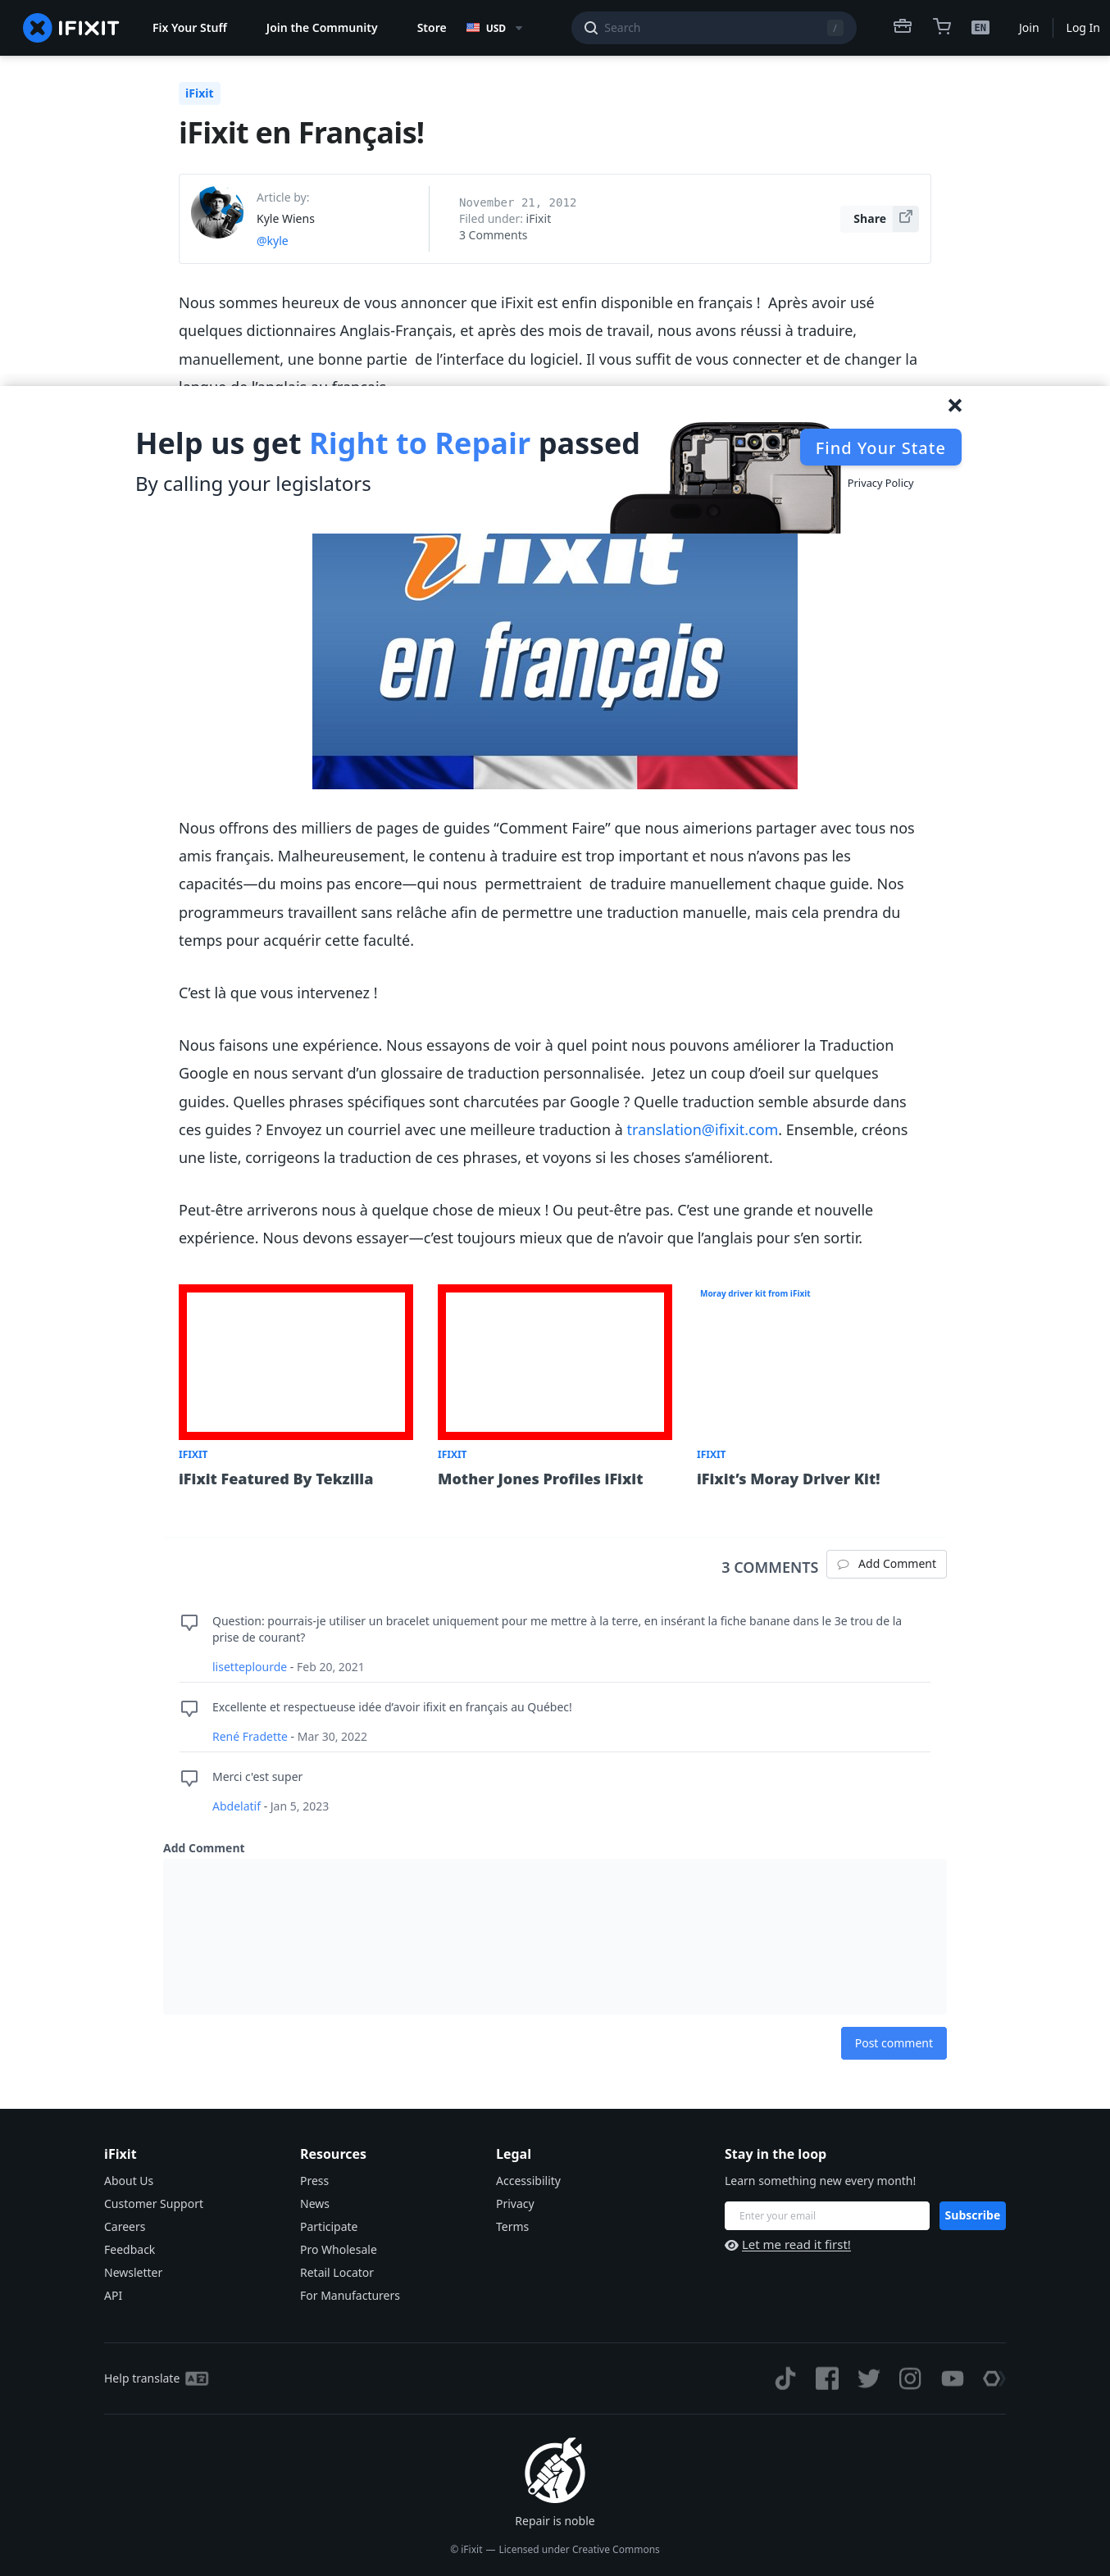 IFIXIT
Fix Your Stuff
Join the Community
Store
USD
Search
/
EN
Join
Log In
iFixit
iFixit en Français!
Article by:
Kyle Wiens
@kyle
November 21, 2012
Filed under: iFixit
3 Comments
Share
Nous sommes heureux de vous annoncer que iFixit est enfin disponible en français ! Après avoir usé
quelques dictionnaires Anglais-Français, et après des mois de travail, nous avons réussi à traduire,
manuellement, une bonne partie de l’interface du logiciel. Il vous suffit de vous connecter et de changer la
langue de l’anglais au français.
Help us get Right to Repair passed
By calling your legislators
Find Your State
Privacy Policy
ifixit
en français
Nous offrons des milliers de pages de guides “Comment Faire” que nous aimerions partager avec tous nos
amis français. Malheureusement, le contenu à traduire est trop important et nous n’avons pas les
capacités—du moins pas encore—qui nous permettraient de traduire manuellement chaque guide. Nos
programmeurs travaillent sans relâche afin de permettre une traduction manuelle, mais cela prendra du
temps pour acquérir cette faculté.
C’est là que vous intervenez !
Nous faisons une expérience. Nous essayons de voir à quel point nous pouvons améliorer la Traduction
Google en nous servant d’un glossaire de traduction personnalisée. Jetez un coup d’oeil sur quelques
guides. Quelles phrases spécifiques sont charcutées par Google ? Quelle traduction semble absurde dans
ces guides ? Envoyez un courriel avec une meilleure traduction à translation@ifixit.com. Ensemble, créons
une liste, corrigeons la traduction de ces phrases, et voyons si les choses s’améliorent.
Peut-être arriverons nous à quelque chose de mieux ! Ou peut-être pas. C’est une grande et nouvelle
expérience. Nous devons essayer—c’est toujours mieux que de n’avoir que l’anglais pour s’en sortir.
IFIXIT
iFixit Featured By Tekzilla
IFIXIT
Mother Jones Profiles iFixit
Moray driver kit from iFixit
IFIXIT
iFixit’s Moray Driver Kit!
3 COMMENTS
Add Comment
Question: pourrais-je utiliser un bracelet uniquement pour me mettre à la terre, en insérant la fiche banane dans le 3e trou de la
prise de courant?
lisetteplourde - Feb 20, 2021
Excellente et respectueuse idée d’avoir ifixit en français au Québec!
René Fradette - Mar 30, 2022
Merci c'est super
Abdelatif - Jan 5, 2023
Add Comment
Post comment
iFixit
About Us
Customer Support
Careers
Feedback
Newsletter
API
Resources
Press
News
Participate
Pro Wholesale
Retail Locator
For Manufacturers
Legal
Accessibility
Privacy
Terms
Stay in the loop
Learn something new every month!
Enter your email
Subscribe
Let me read it first!
Help translate
Repair is noble
© iFixit — Licensed under Creative Commons